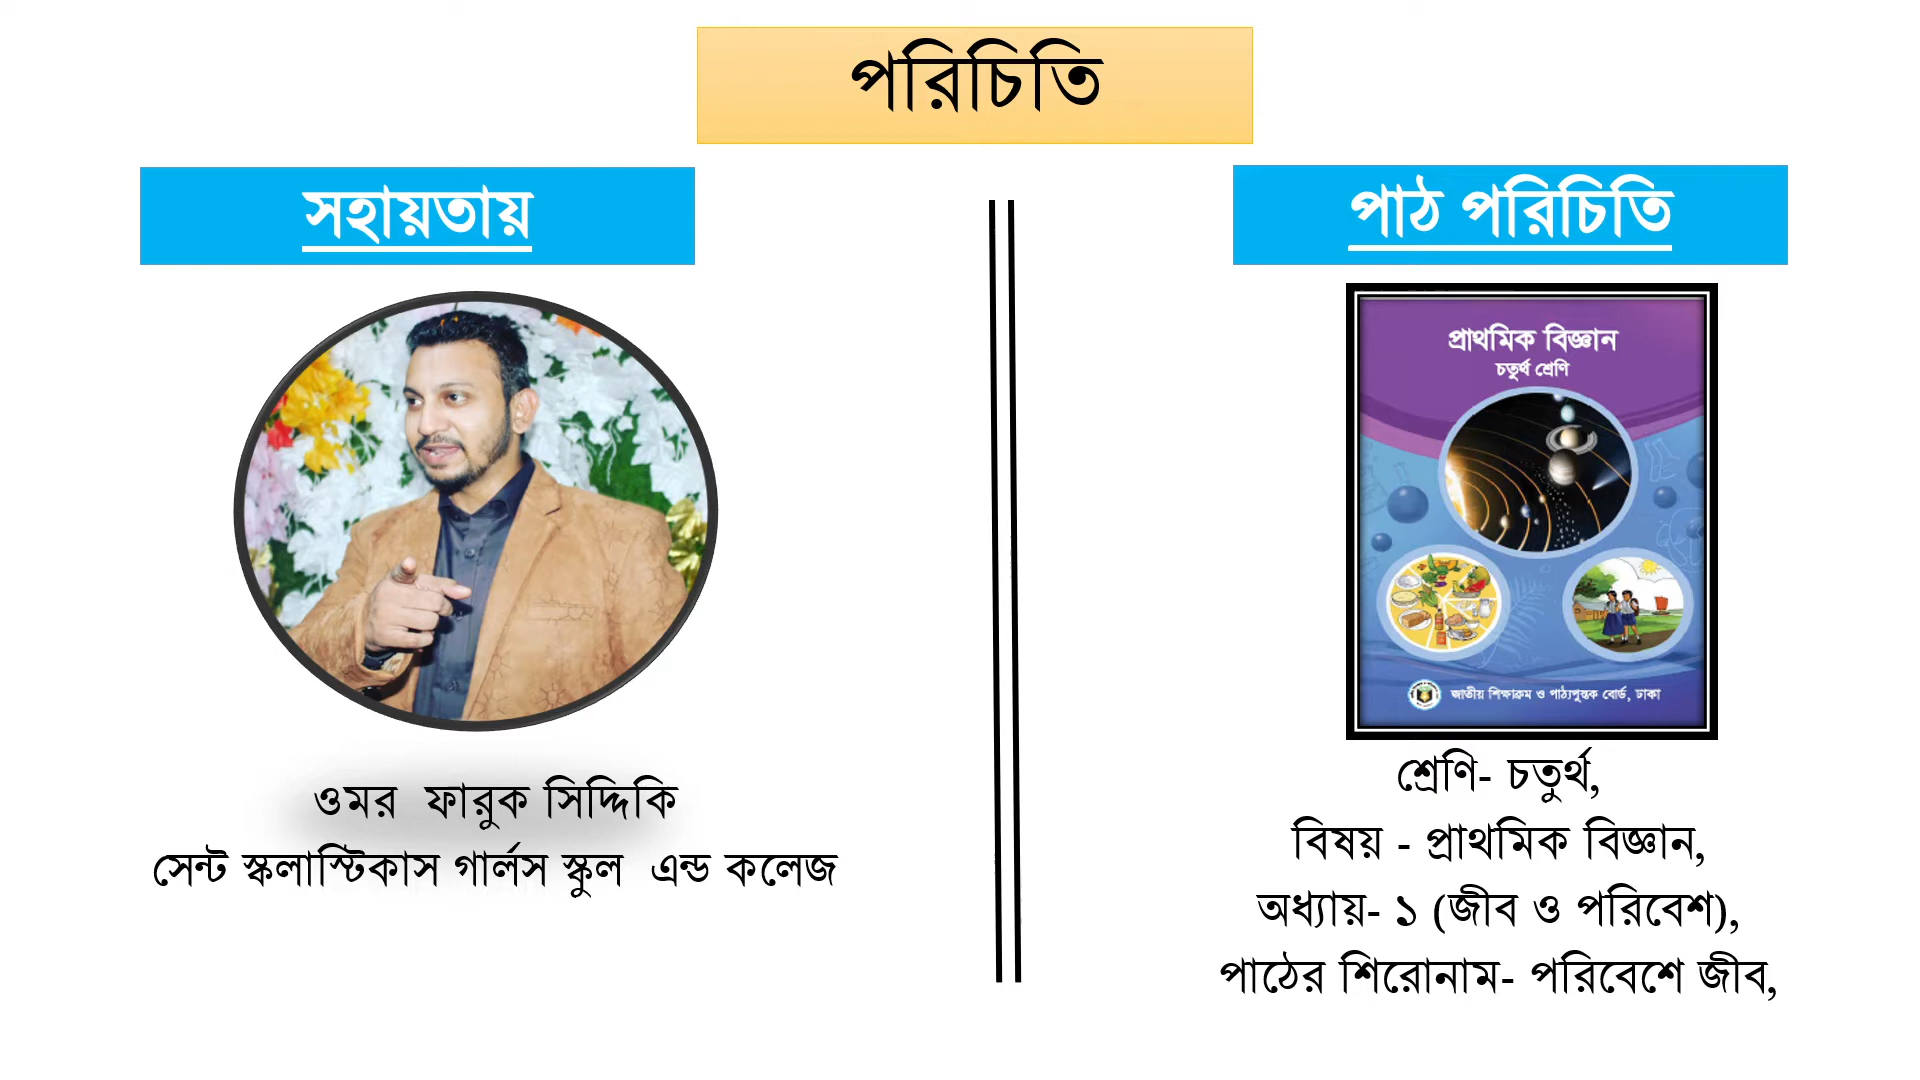 পরিচিতি
সহায়তায়
ওমর ফারুক সিদ্দিকি
সেন্ট স্কলাস্টিকাস গার্লস স্কুল এন্ড কলেজ
পাঠ পরিচিতি
প্রাথমিক বিজ্ঞান
চতুর্থ শ্রেণি
জাতীয় শিক্ষাক্রম ও পাঠ্যপুস্তক বোর্ড, ঢাকা
শ্রেণি- চতুর্থ,
বিষয় - প্রাথমিক বিজ্ঞান,
অধ্যায়- ১ (জীব ও পরিবেশ),
পাঠের শিরোনাম- পরিবেশে জীব,